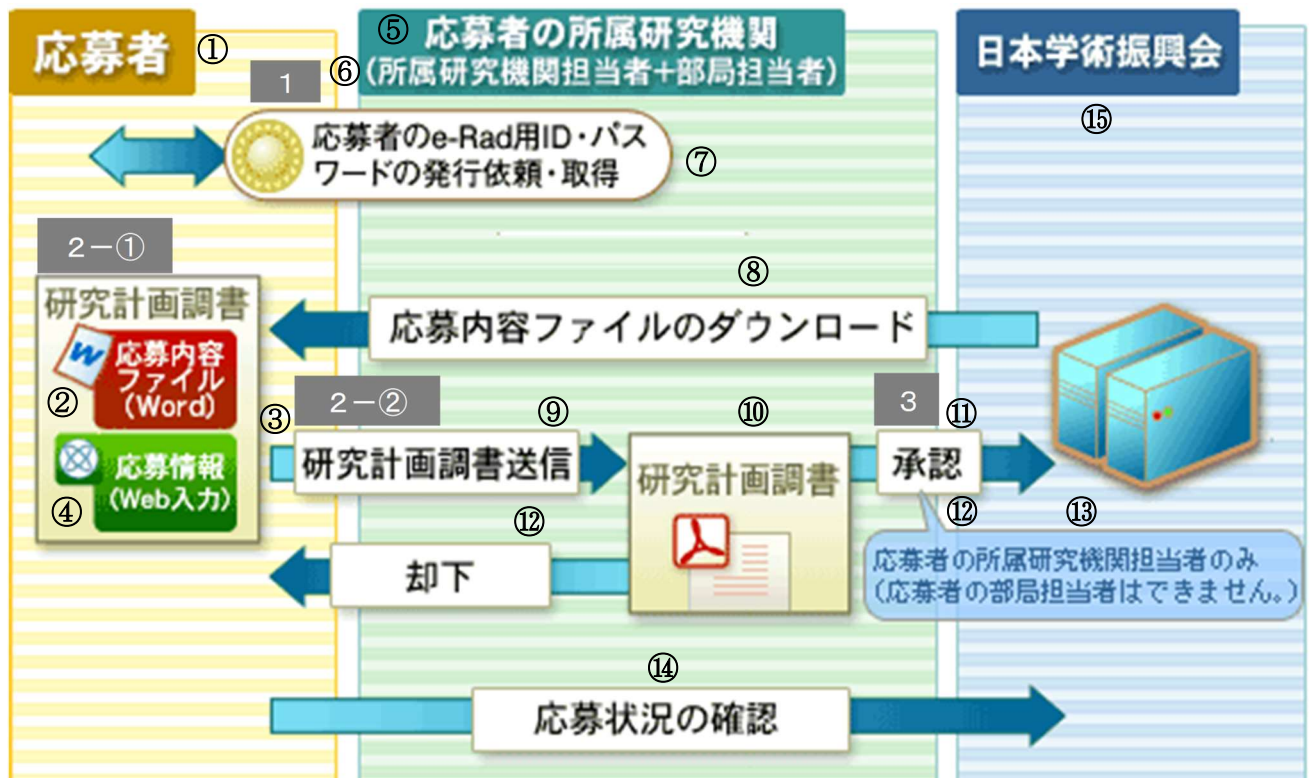 応募者
①
⑤
応募者の所属研究機関
⑥
(所属研究機関担当者+部局担当者)
日本学術振興会
⑮
1
応募者のe-Rad用ID・パス
ワードの発行依頼・取得
⑦
2-①
研究計画調書
W
応募内容
ファイル
(Word)
②
応募情報
(Web入力)
④
⑧
応募内容ファイルのダウンロード
③
2-②
⑨
研究計画調書送信
⑩
研究計画調書
3
⑪
承認
⑫
⑬
⑫
却下
応募者の所属研究機関担当者のみ
(応募者の部局担当者はできません。)
⑭
応募状況の確認